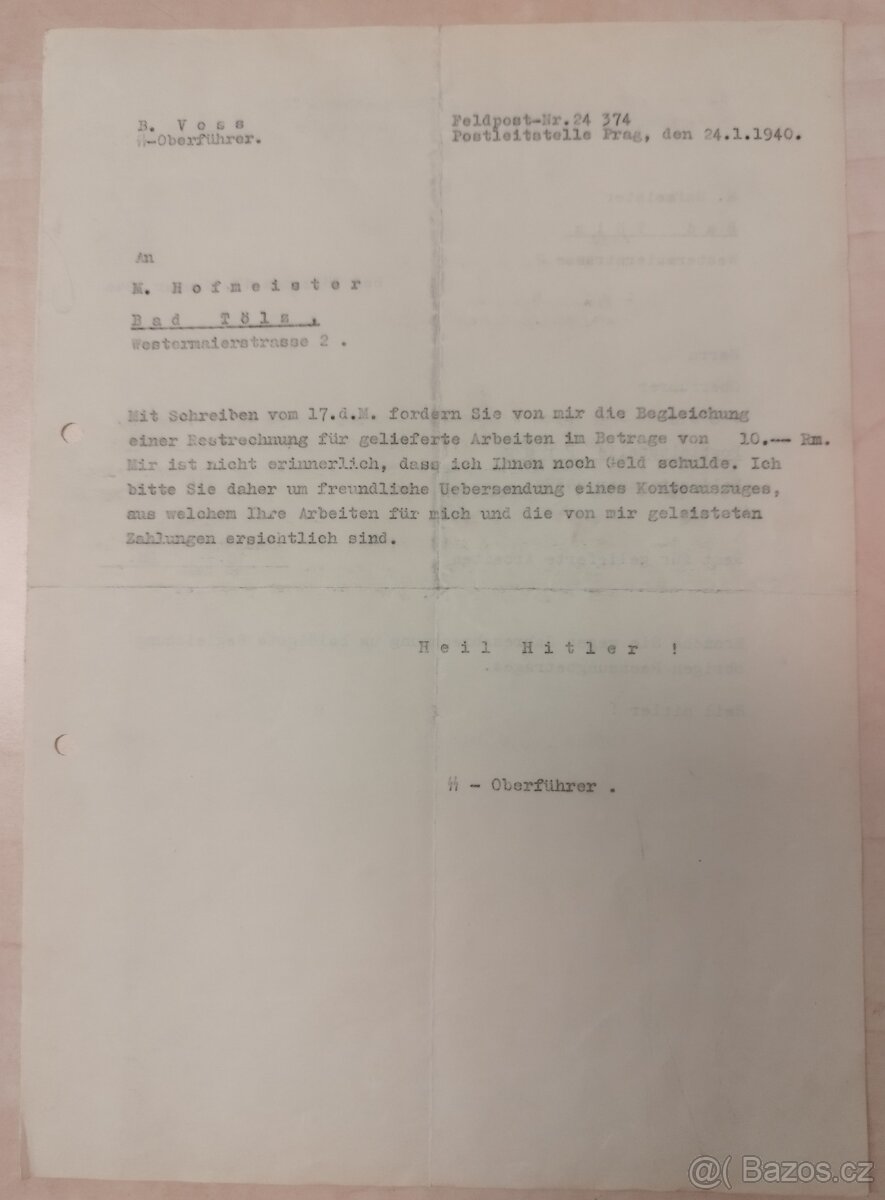 B. Voss
ᛋᛋ-Oberführer.
Feldpost-Nr.24 374
Postleitstelle Prag, den 24.1.1940.
An
M. Hofmeister
Bad Tölz,
Westermaierstrasse 2 .
Mit Schreiben vom 17.d.M. fordern Sie von mir die Begleichung
einer Restrechnung für gelieferte Arbeiten im Betrage von 10.-- Rm.
Mir ist nicht erinnerlich, dass ich Ihnen noch Geld schulde. Ich
bitte Sie daher um freundliche Uebersendung eines Kontoauszuges,
aus welchem Ihre Arbeiten für mich und die von mir geleisteten
Zahlungen ersichtlich sind.
Heil Hitler !
ᛋᛋ - Oberführer .
@( Bazos.cz